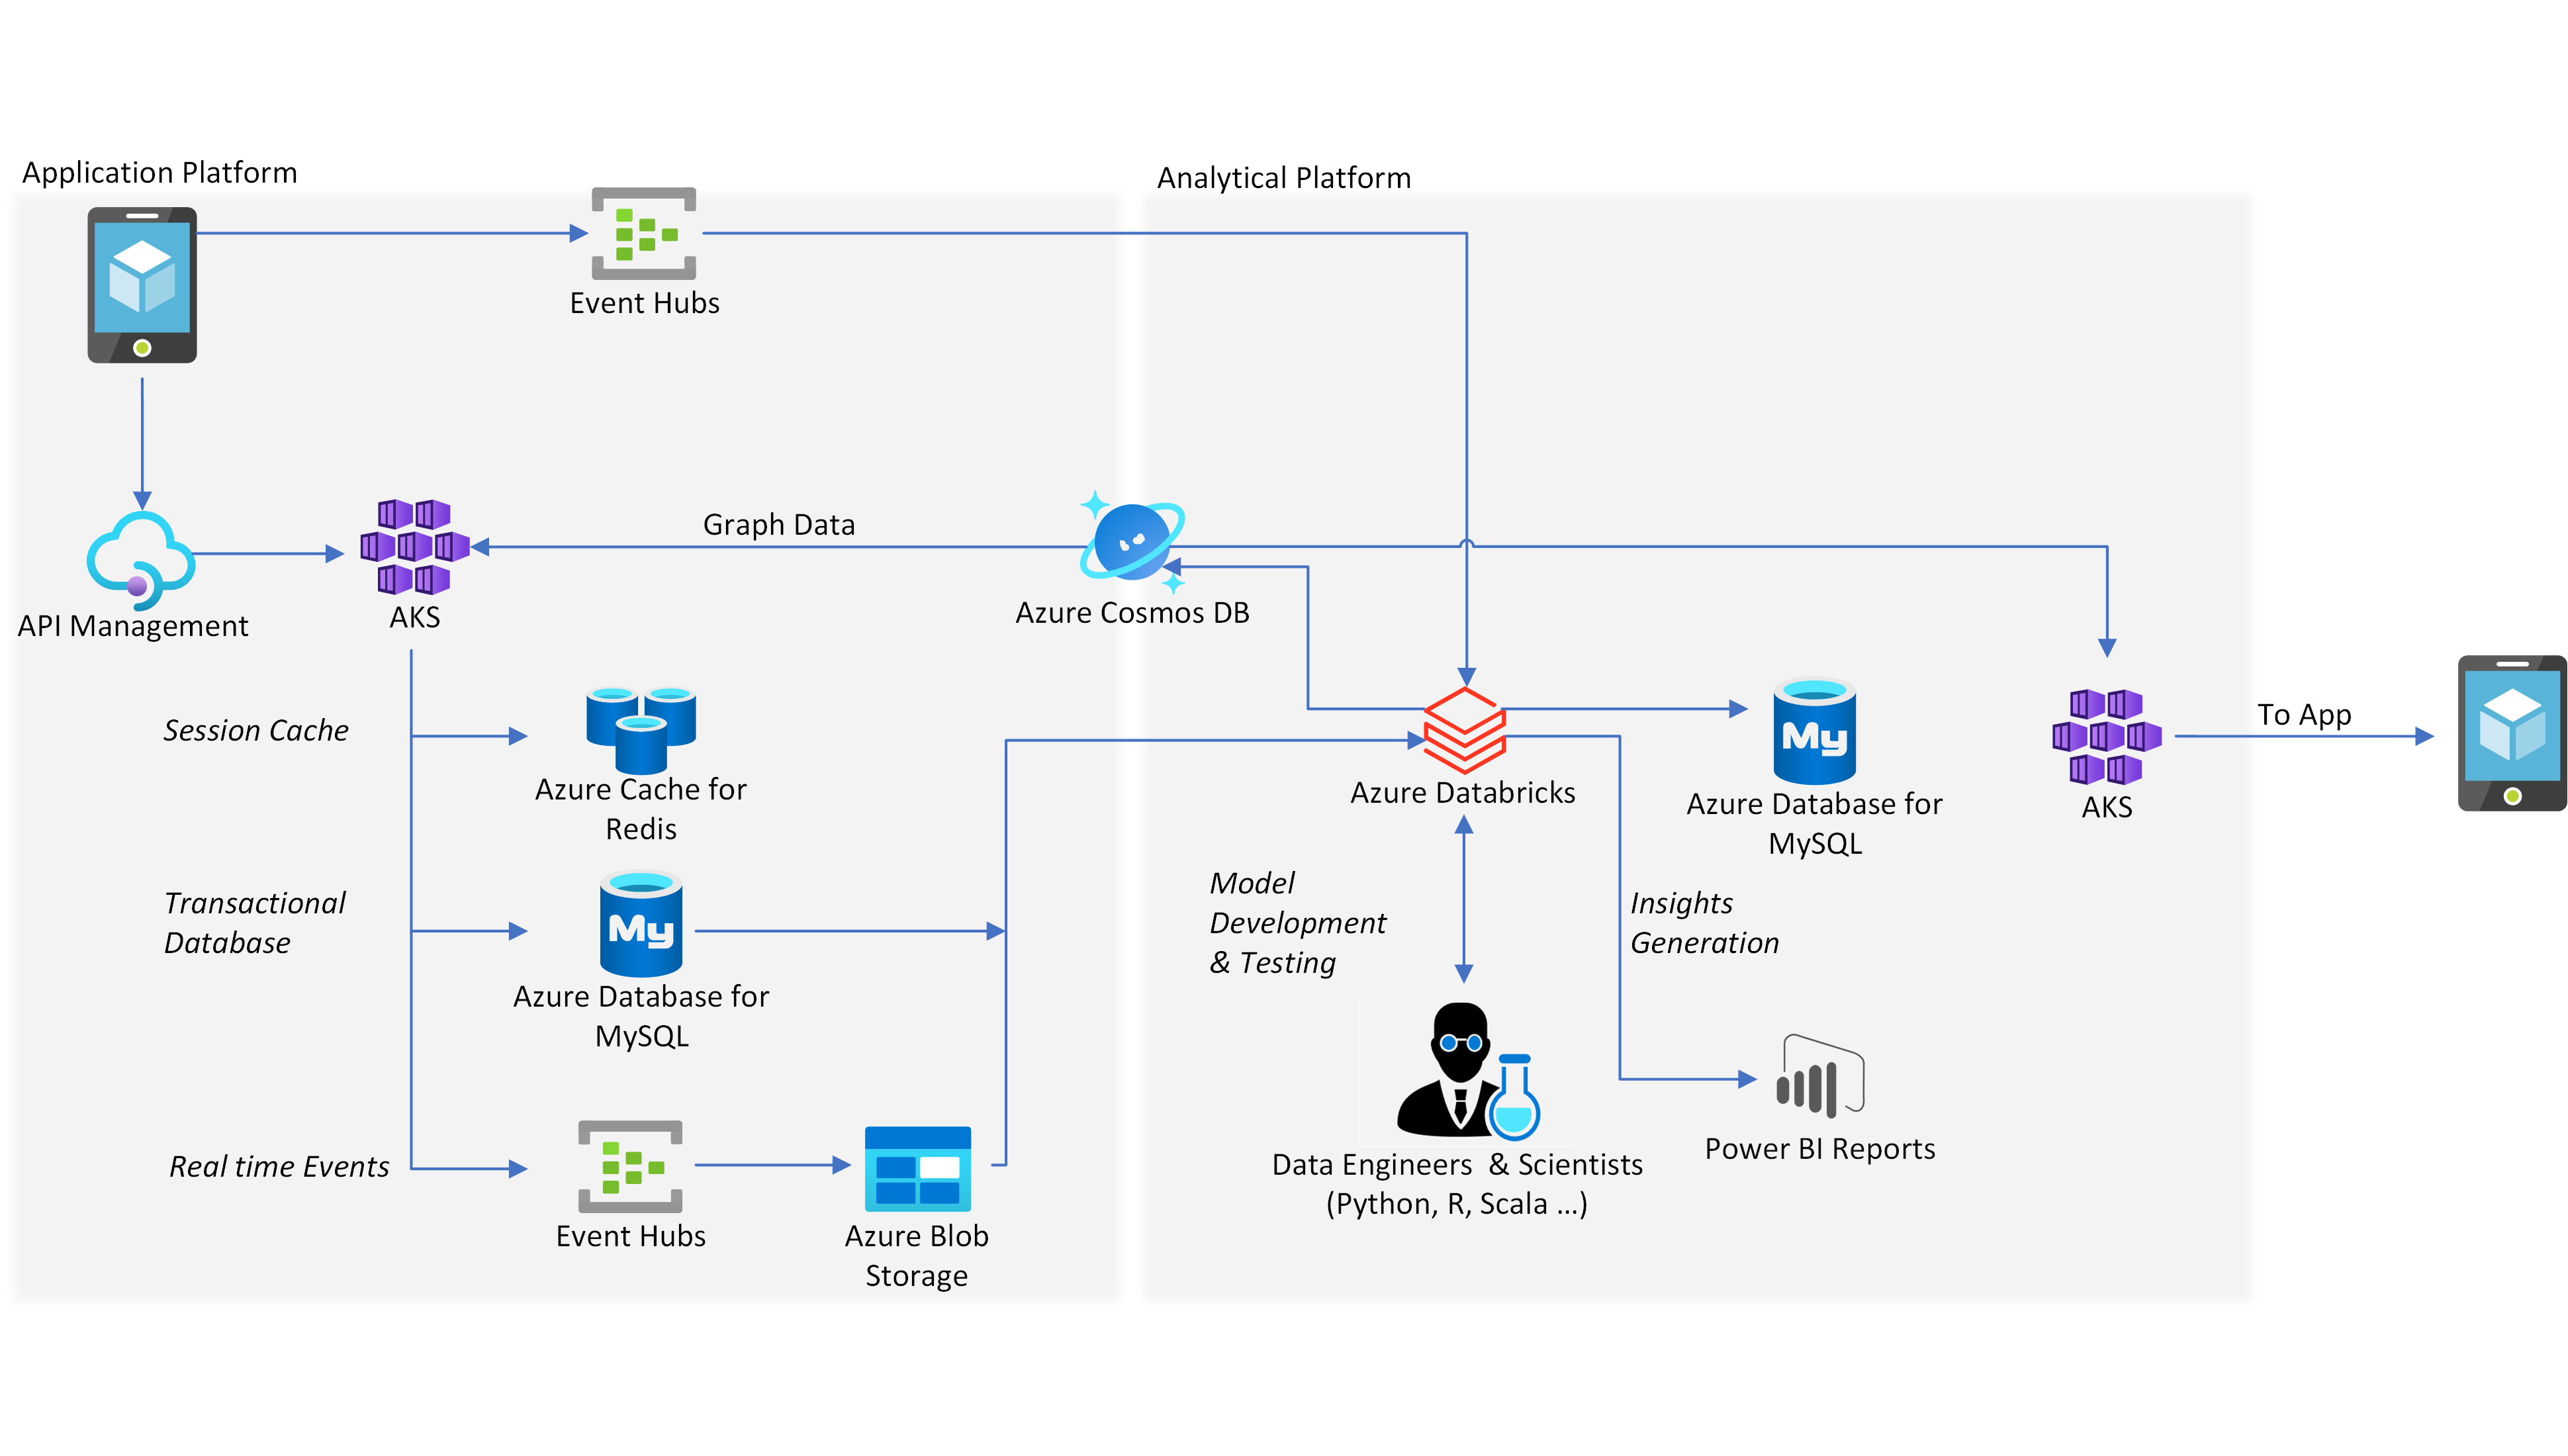 Application Platform
Analytical Platform
Event Hubs
Graph Data
API Management
AKS
Azure Cosmos DB
Session Cache
Azure Cache for
Redis
Transactional
Database
My
Azure Database for
MySQL
Real time Events
Event Hubs
Azure Blob
Storage
Azure Databricks
My
Azure Database for
MySQL
AKS
To App
Model
Development
& Testing
Insights
Generation
Data Engineers  & Scientists
(Python, R, Scala ...)
Power BI Reports